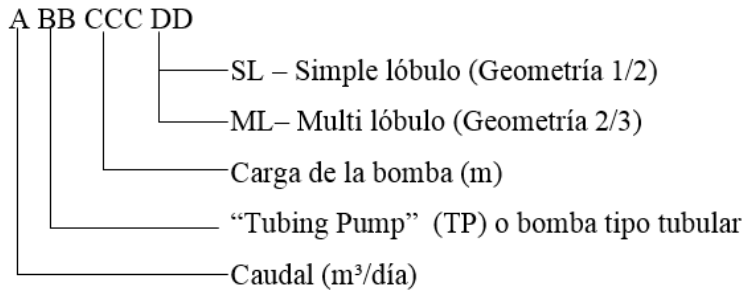 A BB CCC DD
SL – Simple lóbulo (Geometría 1/2)
ML– Multi lóbulo (Geometría 2/3)
Carga de la bomba (m)
“Tubing Pump” (TP) o bomba tipo tubular
Caudal (m³/día)